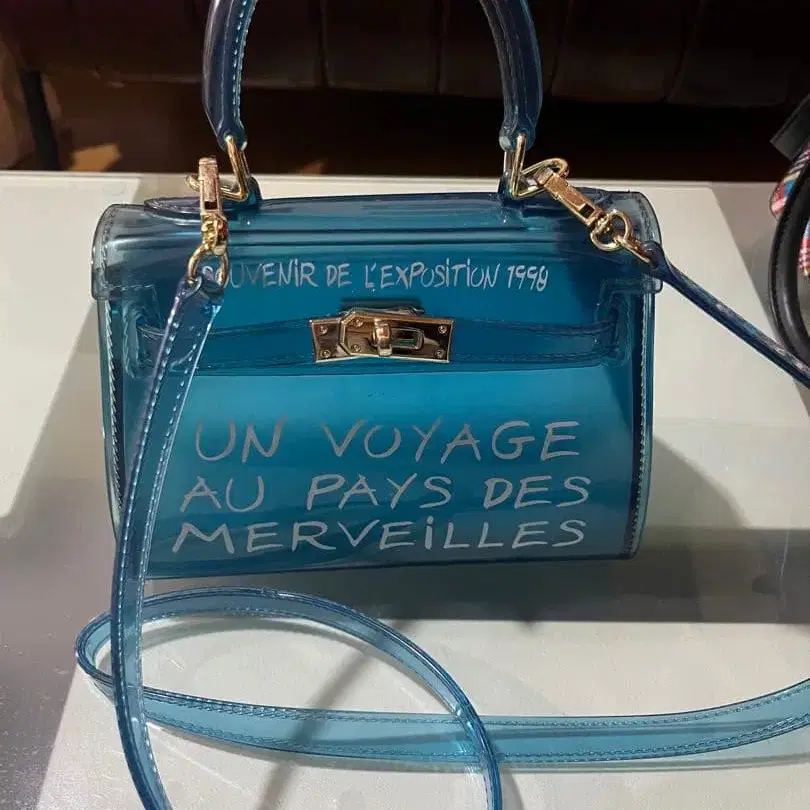 SOUVENIR DE L'EXPOSITION 1998
UN VOYAGE
AU PAYS DES
MERVEILLES